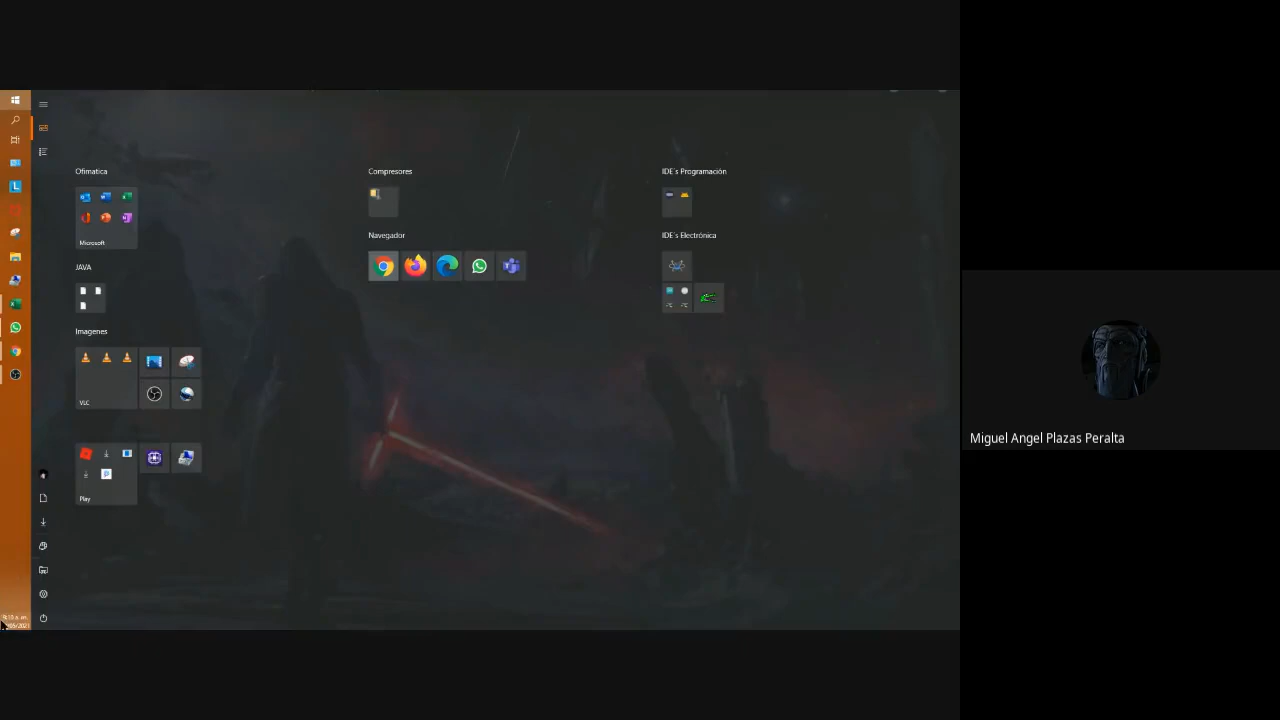 Ofimatica
Microsoft
JAVA
Imagenes
VLC
Play
Compresores
Navegador
IDE's Programación
IDE's Electrónica
Miguel Angel Plazas Peralta